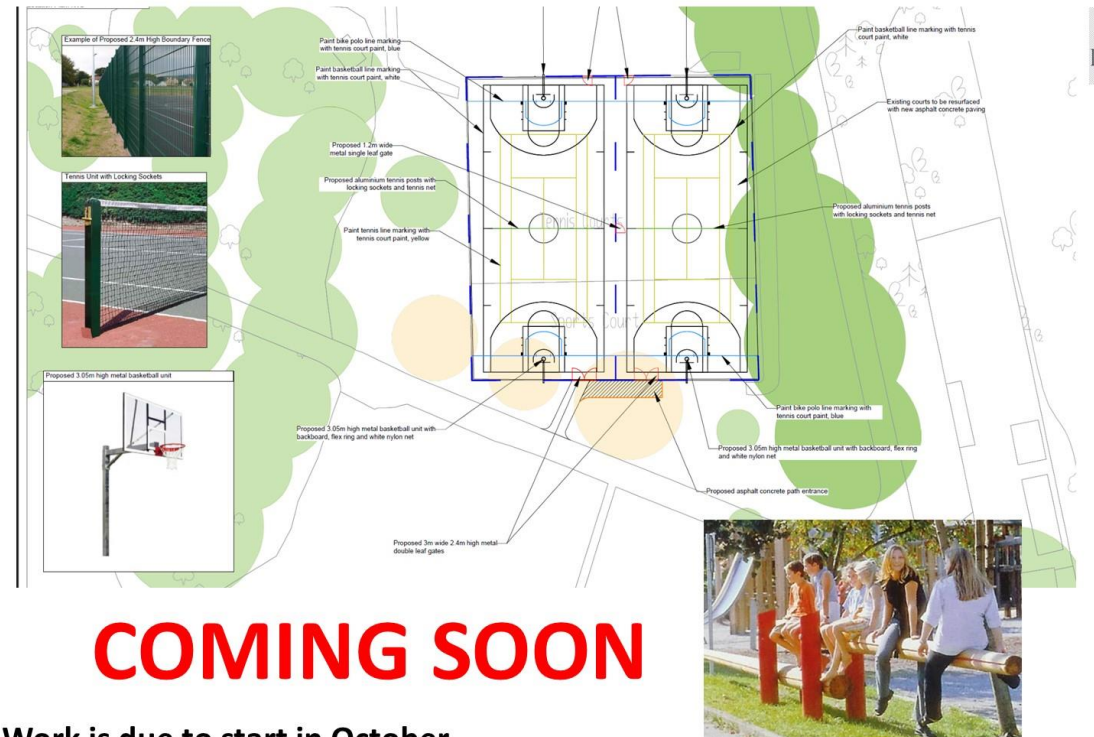 Example of Proposed 2.4m High Boundary Fence
Tennis Unit with Locking Sockets
Proposed 3.05m high metal basketball unit
Paint bike polo line marking
with tennis court paint, blue
Paint basketball line marking
with tennis court paint, white
Proposed 1.2m wide
metal single leaf gate
Proposed aluminium tennis posts with
locking sockets and tennis net
Paint tennis line marking with
tennis court paint, yellow
Proposed 3.05m high metal basketball unit with
backboard, flex ring and white nylon net
Proposed 3m wide 2.4m high metal
double leaf gates
Tennis Courts
Sports Court
Paint basketball line marking with tennis
court paint, white
Existing courts to be resurfaced
with new asphalt concrete paving
Proposed aluminium tennis posts
with locking sockets and tennis net
Paint bike polo line marking with
tennis court paint, blue
Proposed 3.05m high metal basketball unit with backboard, flex ring
and white nylon net
Proposed asphalt concrete path entrance
COMING SOON
Work is due to start in October